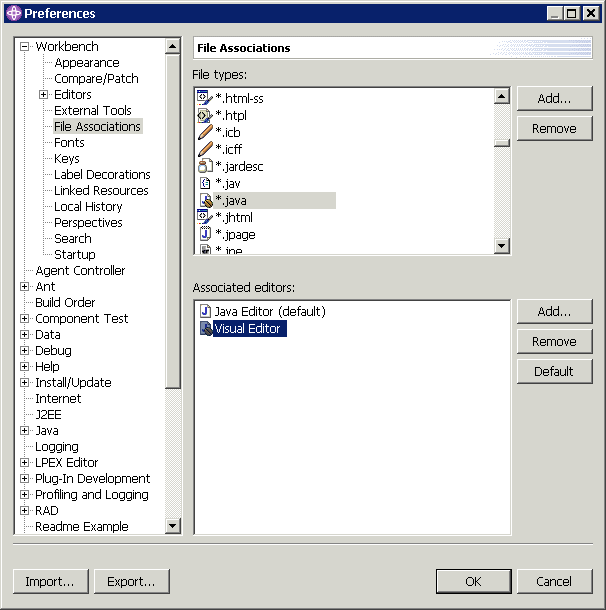 Preferences
Workbench
Appearance
Compare/Patch
Editors
External Tools
File Associations
Fonts
Keys
Label Decorations
Linked Resources
Local History
Perspectives
Search
Startup
Agent Controller
Ant
Build Order
Component Test
Data
Debug
Help
Install/Update
Internet
J2EE
Java
Logging
LPEX Editor
Plug-In Development
Profiling and Logging
RAD
Readme Example
File Associations
File types:
*.html-ss
*.htpl
*.icb
*.icff
*.jardesc
*.jav
*.java
*.jhtml
*.jpage
*.jpe
Add...
Remove
Associated editors:
Java Editor (default)
Visual Editor
Add...
Remove
Default
Import...
Export...
OK
Cancel